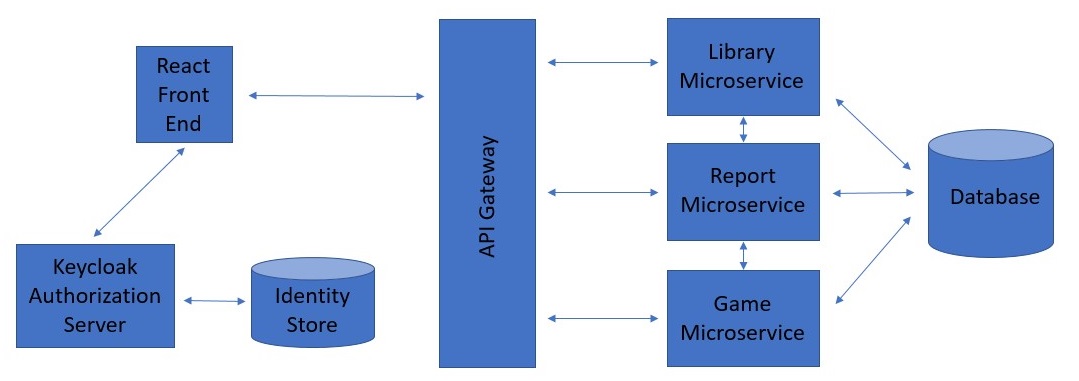 React
Front
End
Keycloak
Authorization
Server
Identity
Store
API Gateway
Library
Microservice
Report
Microservice
Game
Microservice
Database